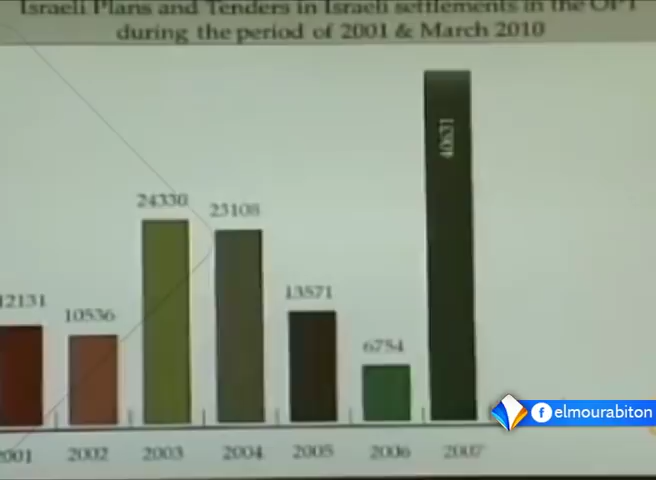 Israeli Plans and Tenders in Israeli settlements in the OPT
during the period of 2001 & March 2010
40631
24330
23108
12131
10536
13571
6754
2001 2002 2003 2004 2005 2006 2007
elmourabiton